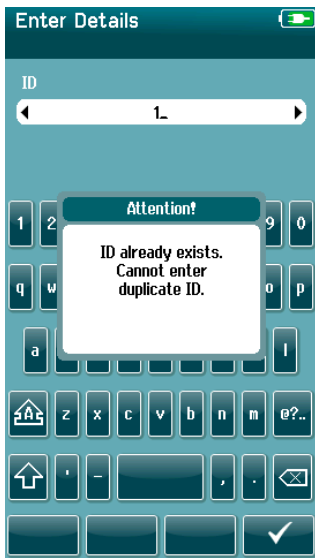 Enter Details
ID
1_
Attention!
ID already exists.
Cannot enter
duplicate ID.
1 2 9 0
q w o p
a l
z x c v b n m @?..
' - , .